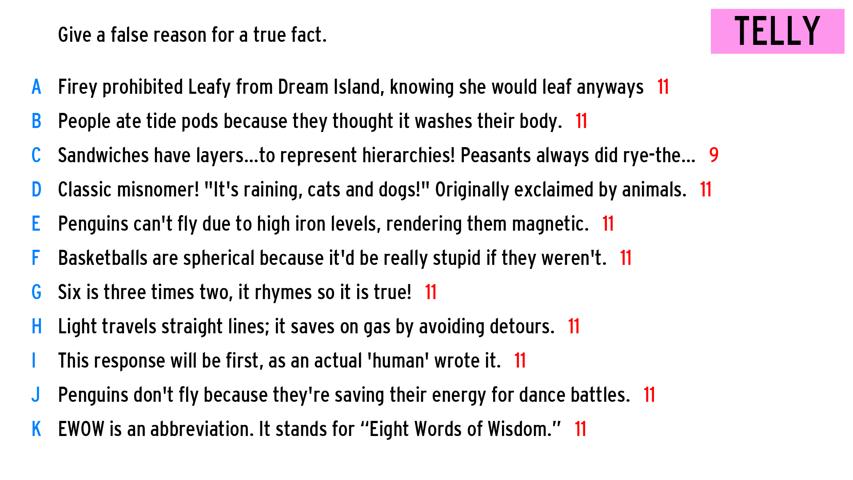 Give a false reason for a true fact.
TELLY
A Firey prohibited Leafy from Dream Island, knowing she would leaf anyways 11
B People ate tide pods because they thought it washes their body. 11
C Sandwiches have layers...to represent hierarchies! Peasants always did rye-the... 9
D Classic misnomer! "It's raining, cats and dogs!" Originally exclaimed by animals. 11
E Penguins can't fly due to high iron levels, rendering them magnetic. 11
F Basketballs are spherical because it'd be really stupid if they weren't. 11
G Six is three times two, it rhymes so it is true! 11
H Light travels straight lines; it saves on gas by avoiding detours. 11
I This response will be first, as an actual 'human' wrote it. 11
J Penguins don't fly because they're saving their energy for dance battles. 11
K EWOW is an abbreviation. It stands for “Eight Words of Wisdom.” 11